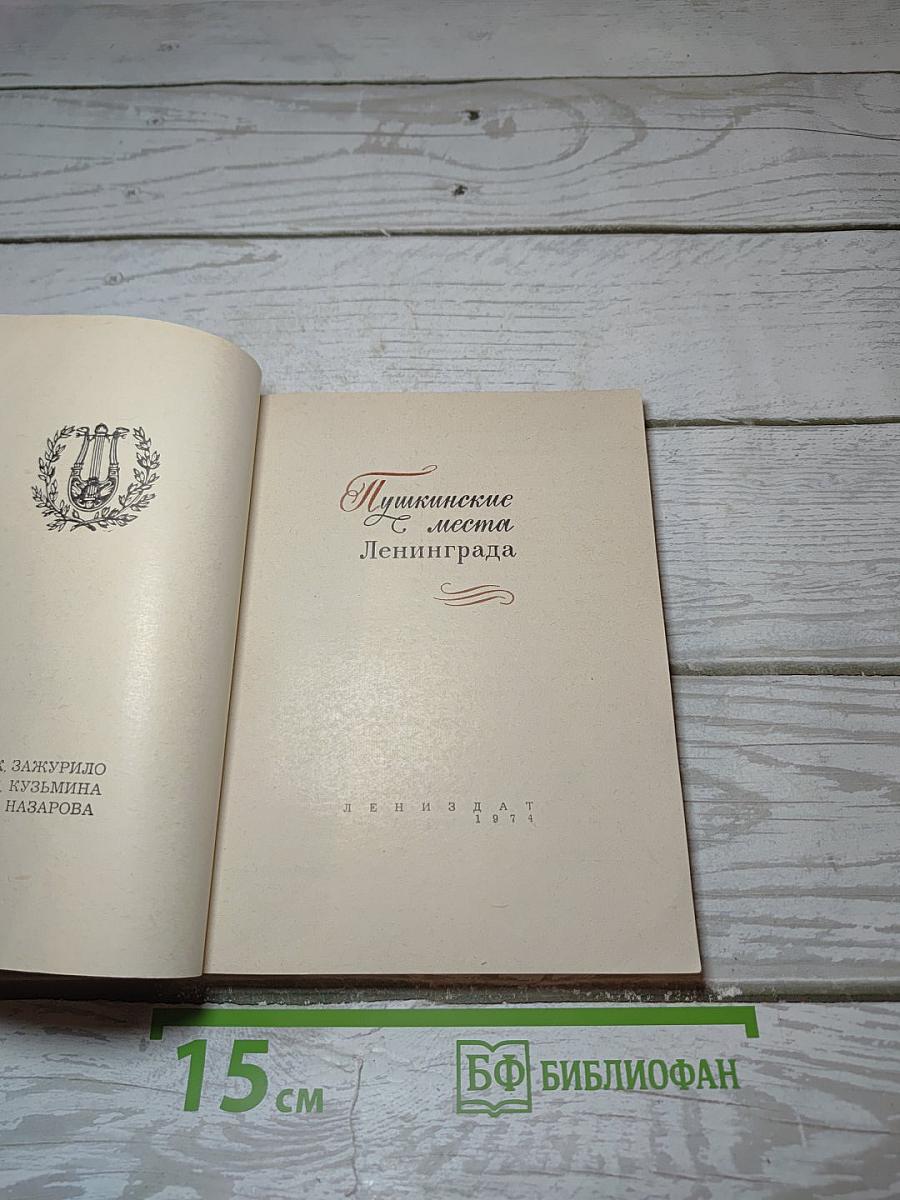 К. ЗАЖУРИЛО
КУЗЬМИНА
НАЗАРОВА
Пушкинские
места
Ленинграда
ЛЕНИЗДАТ
1974
15 см
БФ БИБЛИОФАН